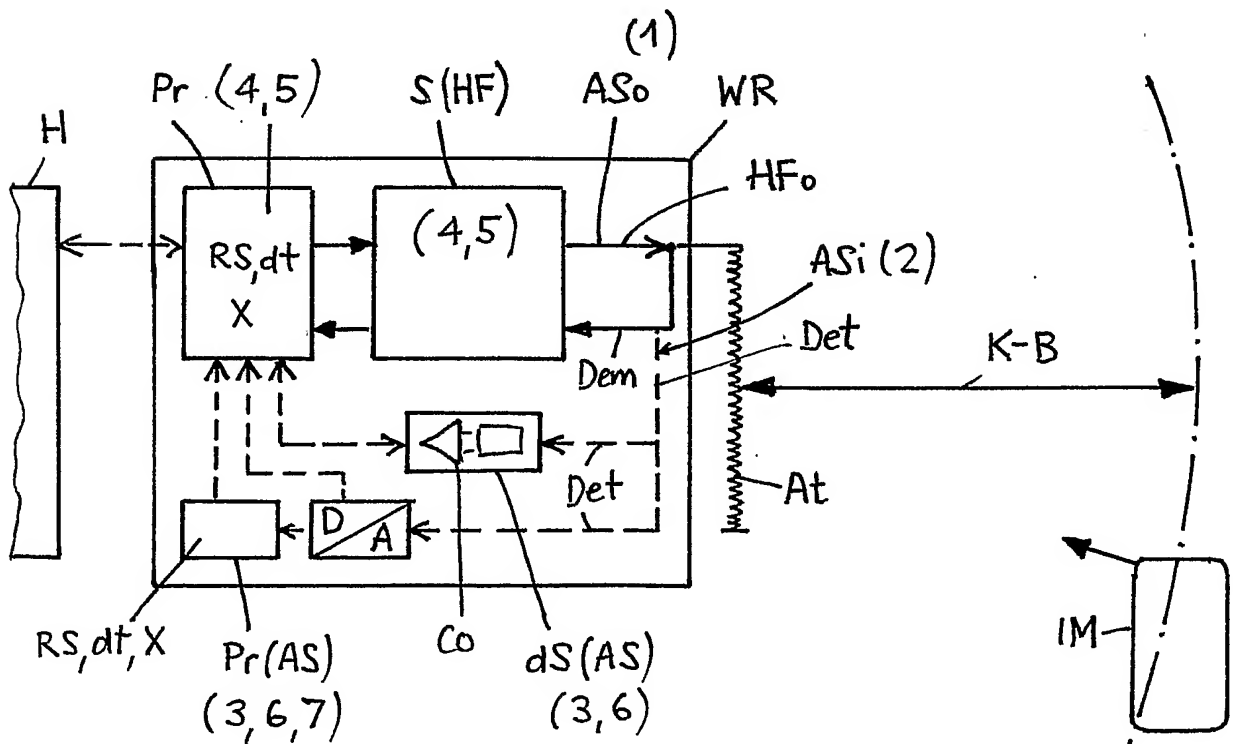 (1)
Pr (4,5) S(HF) ASo WR
H
HFo
(4,5)
RS,dt
X
ASi (2)
Det
K-B
Dem
Det
At
D
A
IM
RS,dt,X
Pr(AS)
(3,6,7)
Co
dS(AS)
(3,6)